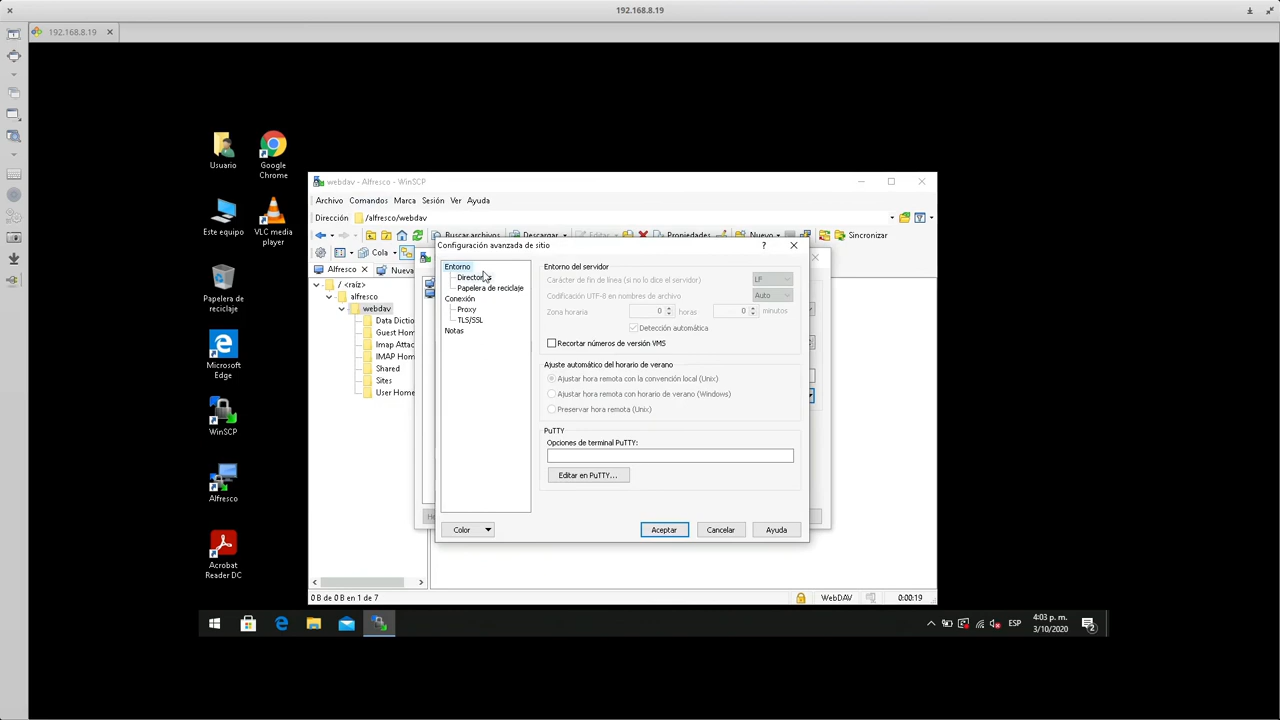 192.168.8.19
192.168.8.19
Usuario
Google Chrome
Este equipo
VLC media player
Papelera de reciclaje
Microsoft Edge
WinSCP
Alfresco
Acrobat Reader DC
webdav - Alfresco - WinSCP
Archivo Comandos Marca Sesión Ver Ayuda
Dirección /alfresco/webdav
Buscar archivos Descargar Editar Propiedades Nuevo Sincronizar
Cola
Alfresco Nueva
/ <raíz>
alfresco
webdav
Data Dictio
Guest Hom
Imap Attac
IMAP Hom
Shared
Sites
User Home
Configuración avanzada de sitio ?
Entorno
Directorios
Papelera de reciclaje
Conexión
Proxy
TLS/SSL
Notas
Entorno del servidor
Carácter de fin de línea (si no lo dice el servidor) LF
Codificación UTF-8 en nombres de archivo Auto
Zona horaria 0 horas 0 minutos
Detección automática
Recortar números de versión VMS
Ajuste automático del horario de verano
Ajustar hora remota con la convención local (Unix)
Ajustar hora remota con horario de verano (Windows)
Preservar hora remota (Unix)
PuTTY
Opciones de terminal PuTTY:
Editar en PuTTY...
Color Aceptar Cancelar Ayuda
0 B de 0 B en 1 de 7 WebDAV 0:00:19
ESP 4:03 p. m.
3/10/2020
2